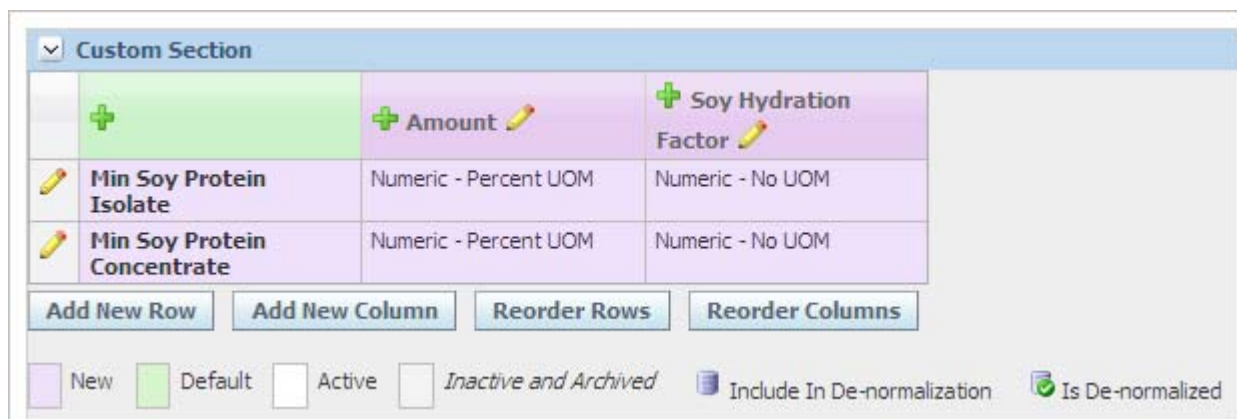 Custom Section
Amount
Soy Hydration
Factor
Min Soy Protein
Isolate
Numeric - Percent UOM
Numeric - No UOM
Min Soy Protein
Concentrate
Numeric - Percent UOM
Numeric - No UOM
Add New Row
Add New Column
Reorder Rows
Reorder Columns
New
Default
Active
Inactive and Archived
Include In De-normalization
Is De-normalized